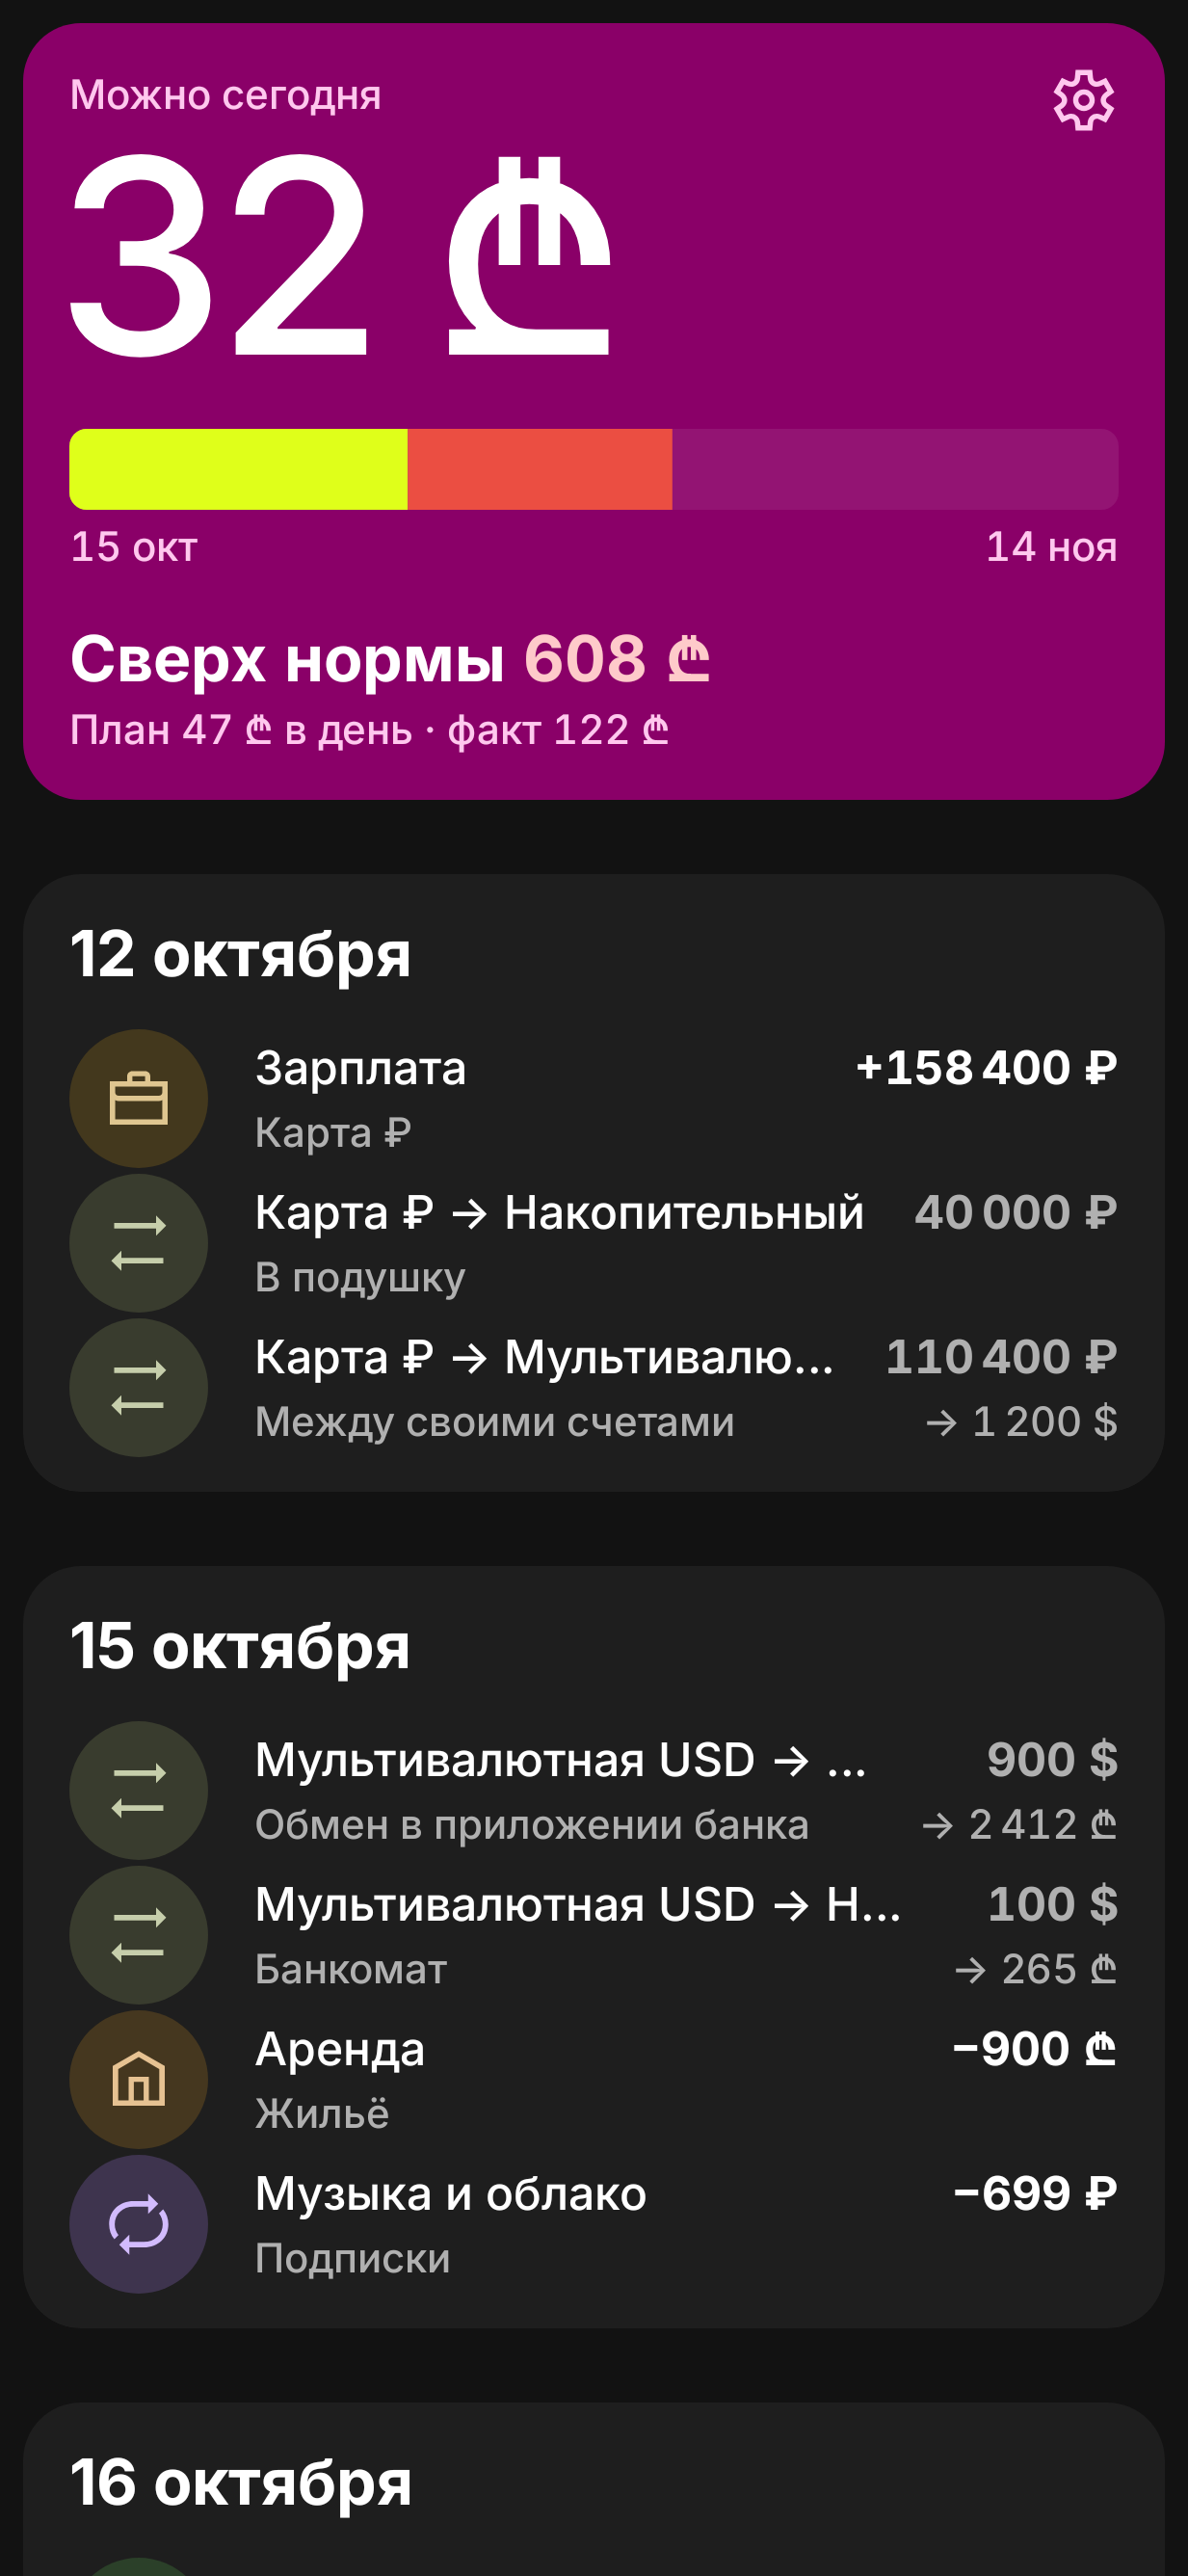 Можно сегодня
32 ₾
15 окт 14 ноя
Сверх нормы 608 ₾
План 47 ₾ в день · факт 122 ₾
12 октября
Зарплата +158 400 ₽
Карта ₽
Карта ₽ → Накопительный 40 000 ₽
В подушку
Карта ₽ → Мультивалю... 110 400 ₽
Между своими счетами → 1 200 $
15 октября
Мультивалютная USD → ... 900 $
Обмен в приложении банка → 2 412 ₾
Мультивалютная USD → Н... 100 $
Банкомат → 265 ₾
Аренда −900 ₾
Жильё
Музыка и облако −699 ₽
Подписки
16 октября